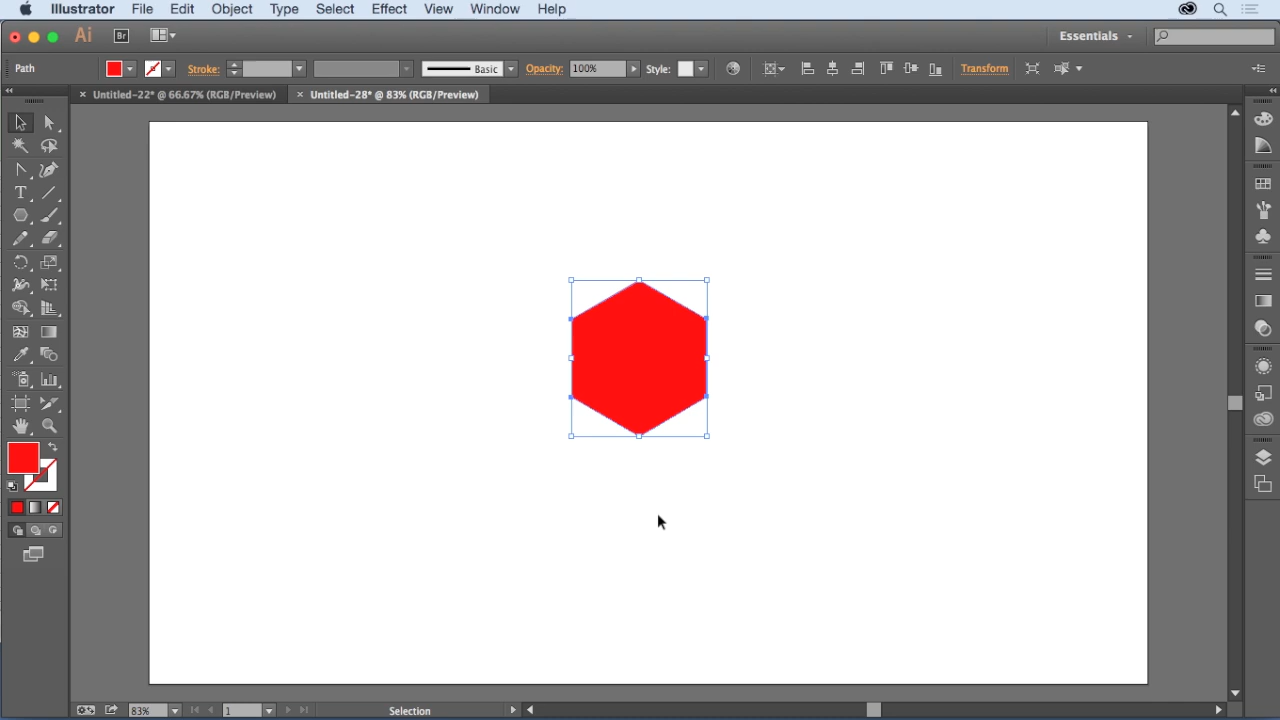 Illustrator File Edit Object Type Select Effect View Window Help
Ai Br Essentials
Path Stroke: Basic Opacity: 100% Style: Transform
× Untitled-22* @ 66.67% (RGB/Preview) × Untitled-28* @ 83% (RGB/Preview)
T
83% 1 Selection